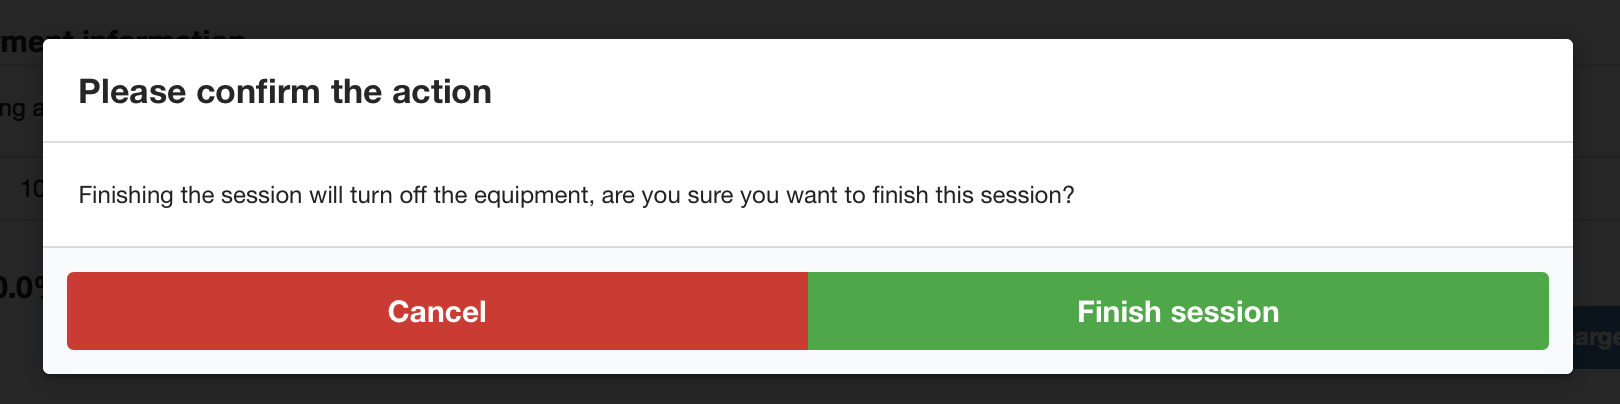 Please confirm the action
Finishing the session will turn off the equipment, are you sure you want to finish this session?
Cancel
Finish session